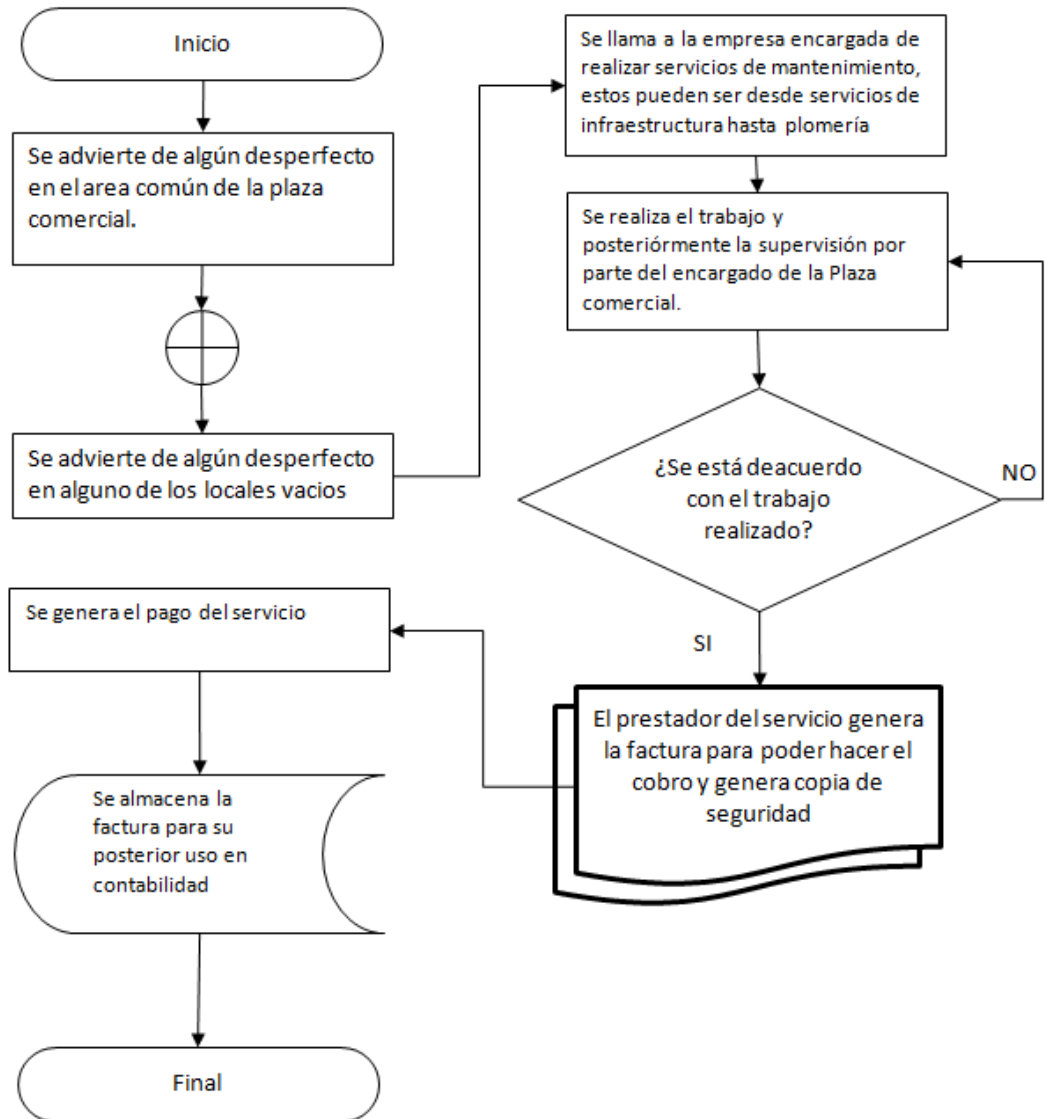 Inicio
Se advierte de algún desperfecto
en el area común de la plaza
comercial.
Se advierte de algún desperfecto
en alguno de los locales vacios
Se llama a la empresa encargada de
realizar servicios de mantenimiento,
estos pueden ser desde servicios de
infraestructura hasta plomería
Se realiza el trabajo y
posteriórmente la supervisión por
parte del encargado de la Plaza
comercial.
¿Se está deacuerdo
con el trabajo
realizado?
NO
SI
El prestador del servicio genera
la factura para poder hacer el
cobro y genera copia de
seguridad
Se genera el pago del servicio
Se almacena la
factura para su
posterior uso en
contabilidad
Final